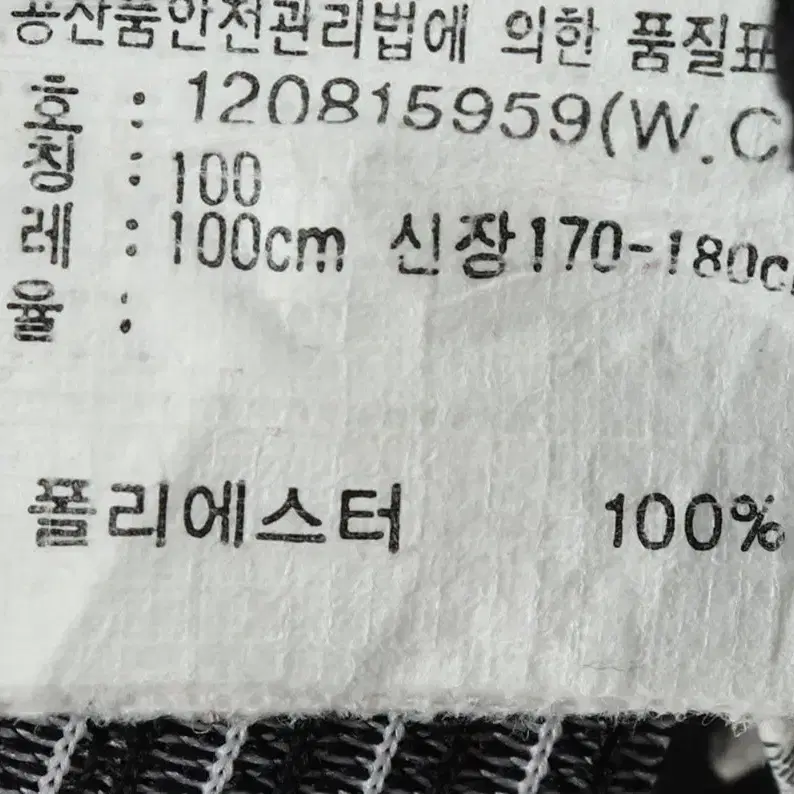 공산품안전관리법에 의한 품질표
호 : 120815959(W.C
칭 : 100
레 : 100cm 신장170-180c
율 :
폴리에스터 100%